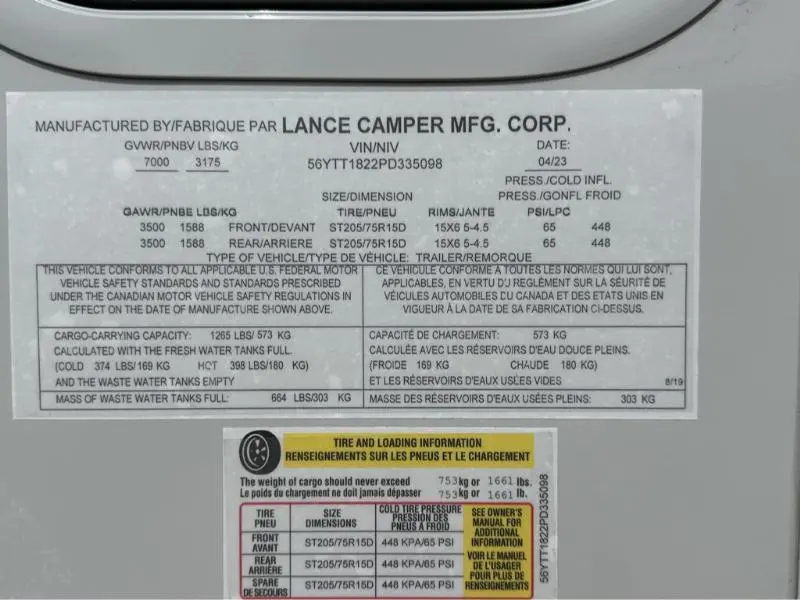 MANUFACTURED BY/FABRIQUE PAR LANCE CAMPER MFG. CORP.
GVWR/PNBV LBS/KG VIN/NIV DATE:
7000 3175 56YTT1822PD335098 04/23
PRESS./COLD INFL.
SIZE/DIMENSION PRESS./GONFL FROID
GAWR/PNBE LBS/KG TIRE/PNEU RIMS/JANTE PSI/LPC
3500 1588 FRONT/DEVANT ST205/75R15D 15X6 5-4.5 65 448
3500 1588 REAR/ARRIERE ST205/75R15D 15X6 5-4.5 65 448
TYPE OF VEHICLE/TYPE DE VÉHICULE: TRAILER/REMORQUE
THIS VEHICLE CONFORMS TO ALL APPLICABLE U.S. FEDERAL MOTOR
VEHICLE SAFETY STANDARDS AND STANDARDS PRESCRIBED
UNDER THE CANADIAN MOTOR VEHICLE SAFETY REGULATIONS IN
EFFECT ON THE DATE OF MANUFACTURE SHOWN ABOVE.
CE VÉHICULE CONFORME À TOUTES LES NORMES QUI LUI SONT,
APPLICABLES, EN VERTU DU RÈGLEMENT SUR LA SÉURITÉ DE
VÉICULES AUTOMOBILES DU CANADA ET DES ETATS UNIS EN
VIGUEUR À LA DATE DE SA FABRICATION CI-DESSUS.
CARGO-CARRYING CAPACITY: 1265 LBS/ 573 KG
CALCULATED WITH THE FRESH WATER TANKS FULL.
(COLD 374 LBS/169 KG HOT 398 LBS/180 KG)
AND THE WASTE WATER TANKS EMPTY
CAPACITÉ DE CHARGEMENT: 573 KG
CALCULÉE AVEC LES RÉSERVOIRS D'EAU DOUCE PLEINS.
(FROIDE 169 KG CHAUDE 180 KG)
ET LES RÉSERVOIRS D'EAUX USÉES VIDES 8/19
MASS OF WASTE WATER TANKS FULL: 664 LBS/303 KG
MASSE DES RÉSERVOIRS D'EAUX USÉES PLEINS: 303 KG
TIRE AND LOADING INFORMATION
RENSEIGNEMENTS SUR LES PNEUS ET LE CHARGEMENT
The weight of cargo should never exceed 753 kg or 1661 lbs.
Le poids du chargement ne doit jamais dépasser 753 kg or 1661 lb.
TIRE
PNEU
SIZE
DIMENSIONS
COLD TIRE PRESSURE
PRESSION DES
PNEUS A FROID
SEE OWNER'S
MANUAL FOR
ADDITIONAL
INFORMATION
VOIR LE MANUEL
DE L'USAGER
POUR PLUS DE
RENSEIGNEMENTS
FRONT
AVANT
ST205/75R15D 448 KPA/65 PSI
REAR
ARRIÈRE
ST205/75R15D 448 KPA/65 PSI
SPARE
DE SECOURS
ST205/75R15D 448 KPA/65 PSI
56YTT1822PD335098